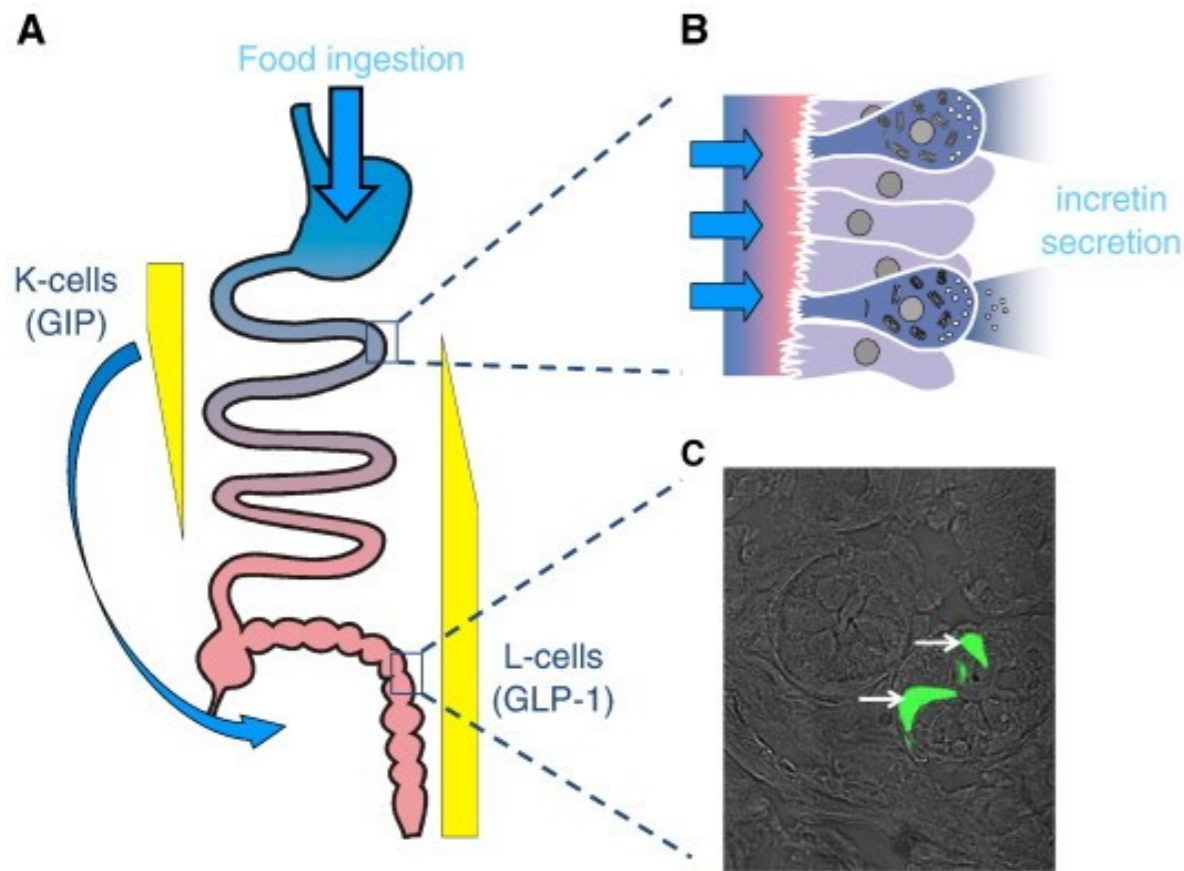 A
Food ingestion
K-cells
(GIP)
L-cells
(GLP-1)
B
incretin
secretion
C